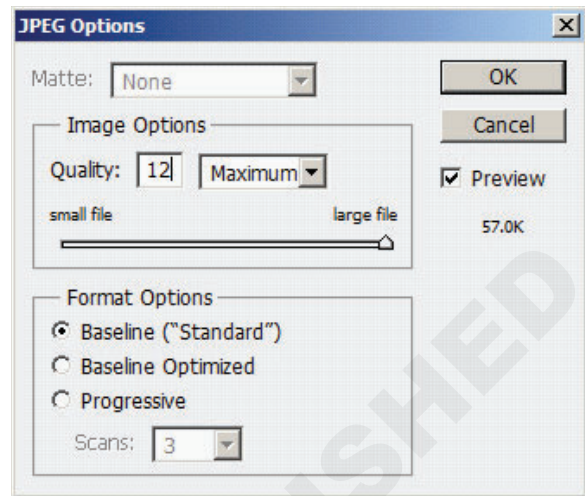 JPEG Options
Matte: None
OK
Image Options
Cancel
Quality: 12 Maximum
Preview
small file large file
57.0K
Format Options
Baseline (“Standard”)
Baseline Optimized
Progressive
Scans: 3
SHED